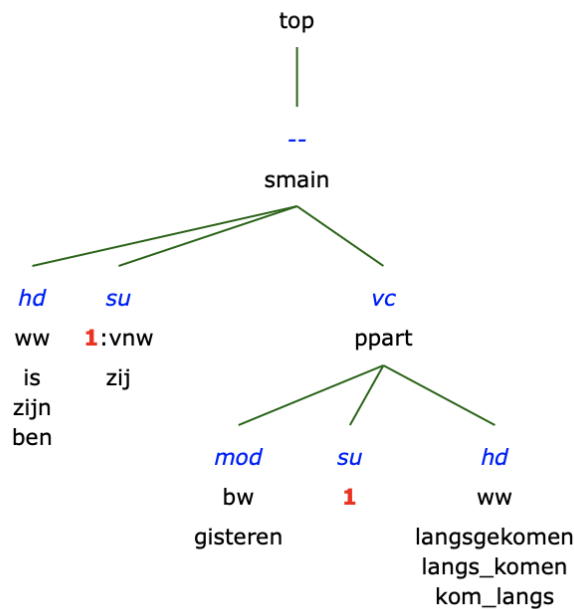 top
--
smain
hd su vc
ww 1:vnw ppart
is zij
zijn
ben
mod su hd
bw 1 ww
gisteren langsgekomen
langs_komen
kom_langs